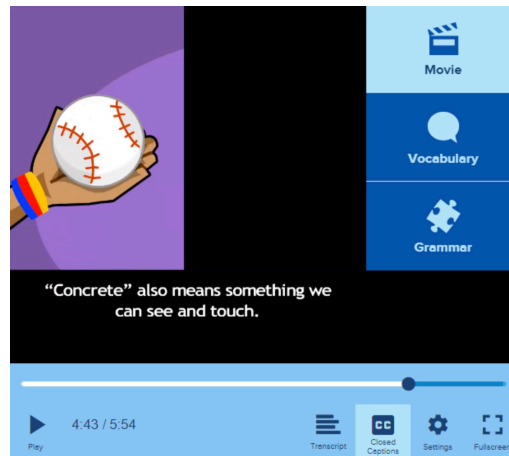 Movie
Vocabulary
Grammar
“Concrete” also means something we
can see and touch.
4:43 / 5:54
Play
Transcript
CC
Closed
Captions
Settings
Fullscreen